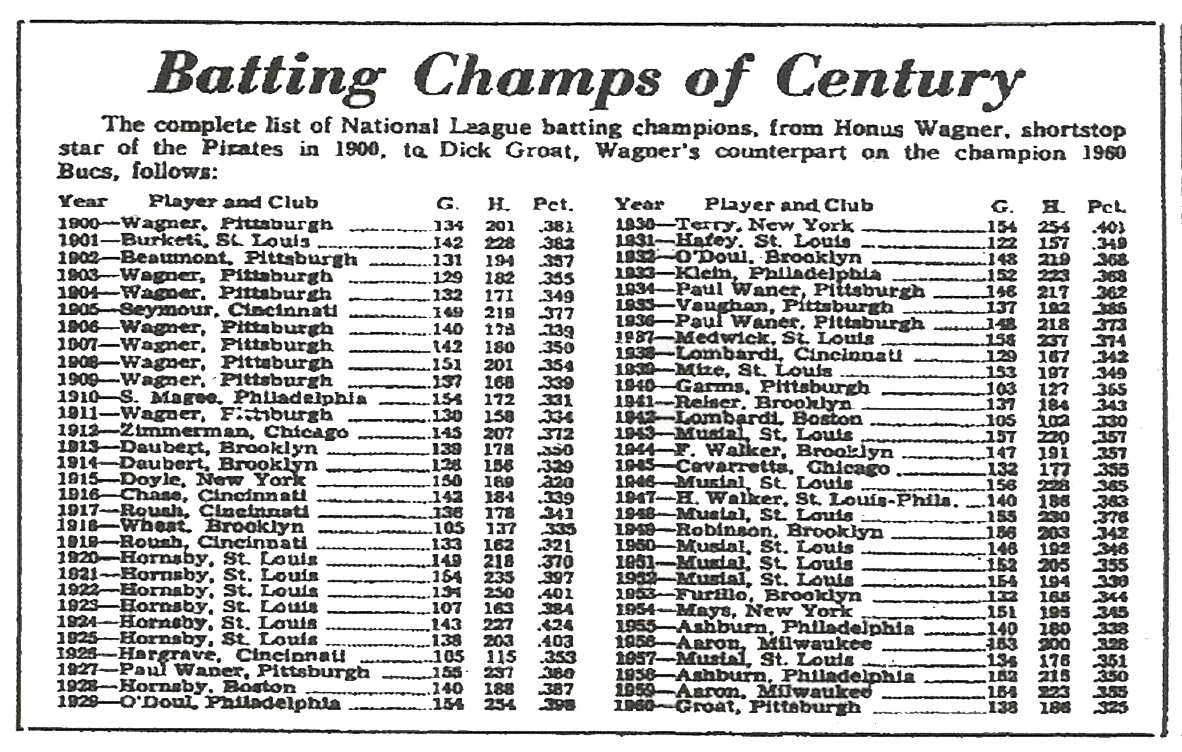 Batting Champs of Century
The complete list of National League batting champions, from Honus Wagner, shortstop
star of the Pirates in 1900, to Dick Groat, Wagner's counterpart on the champion 1960
Bucs, follows:
Year Player and Club G. H. Pct.
1900—Wagner, Pittsburgh 134 201 .381
1901—Burkett, St. Louis 142 228 .382
1902—Beaumont, Pittsburgh 131 194 .357
1903—Wagner, Pittsburgh 129 182 .355
1904—Wagner, Pittsburgh 132 171 .349
1905—Seymour, Cincinnati 149 219 .377
1906—Wagner, Pittsburgh 140 175 .339
1907—Wagner, Pittsburgh 142 180 .350
1908—Wagner, Pittsburgh 151 201 .354
1909—Wagner, Pittsburgh 137 168 .339
1910—S. Magee, Philadelphia 154 172 .331
1911—Wagner, Pittsburgh 130 158 .334
1912—Zimmerman, Chicago 145 207 .372
1913—Daubert, Brooklyn 139 178 .350
1914—Daubert, Brooklyn 126 156 .329
1915—Doyle, New York 150 189 .320
1916—Chase, Cincinnati 142 184 .339
1917—Roush, Cincinnati 136 178 .341
1918—Wheat, Brooklyn 105 137 .335
1919—Roush, Cincinnati 133 162 .321
1920—Hornsby, St. Louis 149 218 .370
1921—Hornsby, St. Louis 154 235 .397
1922—Hornsby, St. Louis 154 250 .401
1923—Hornsby, St. Louis 107 163 .384
1924—Hornsby, St. Louis 143 227 .424
1925—Hornsby, St. Louis 138 203 .403
1926—Hargrave, Cincinnati 105 115 .353
1927—Paul Waner, Pittsburgh 155 237 .380
1928—Hornsby, Boston 140 188 .387
1929—O'Doul, Philadelphia 154 254 .398
Year Player and Club G. H. Pct.
1930—Terry, New York 154 254 .401
1931—Hafey, St. Louis 122 157 .349
1932—O'Doul, Brooklyn 148 219 .368
1933—Klein, Philadelphia 152 223 .368
1934—Paul Waner, Pittsburgh 146 217 .362
1935—Vaughan, Pittsburgh 137 192 .385
1936—Paul Waner, Pittsburgh 148 218 .373
1937—Medwick, St. Louis 156 237 .374
1938—Lombardi, Cincinnati 129 167 .342
1939—Mize, St. Louis 153 197 .349
1940—Garms, Pittsburgh 103 127 .355
1941—Reiser, Brooklyn 137 184 .343
1942—Lombardi, Boston 105 102 .330
1943—Musial, St. Louis 157 220 .357
1944—F. Walker, Brooklyn 147 191 .357
1945—Cavarretta, Chicago 132 177 .355
1946—Musial, St. Louis 156 228 .365
1947—H. Walker, St. Louis-Phila. 140 186 .363
1948—Musial, St. Louis 155 230 .376
1949—Robinson, Brooklyn 156 203 .342
1950—Musial, St. Louis 146 192 .346
1951—Musial, St. Louis 152 205 .355
1952—Musial, St. Louis 154 194 .336
1953—Furillo, Brooklyn 132 165 .344
1954—Mays, New York 151 195 .345
1955—Ashburn, Philadelphia 140 180 .338
1956—Aaron, Milwaukee 153 200 .328
1957—Musial, St. Louis 134 176 .351
1958—Ashburn, Philadelphia 152 215 .350
1959—Aaron, Milwaukee 154 223 .355
1960—Groat, Pittsburgh 138 186 .325